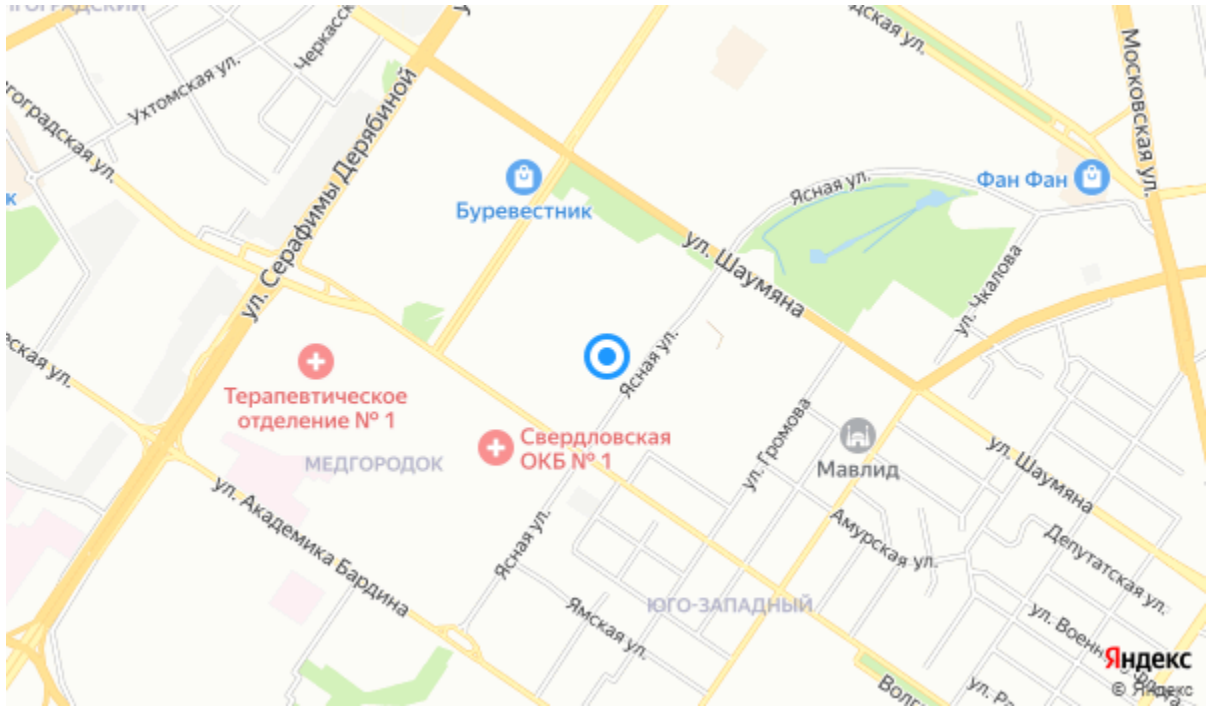 Черкасск
Ухтомская ул.
ул. Серафимы Дерябиной
Московская ул.
Буревестник
Ясная ул.
Фан Фан
ул. Шаумяна
ул. Чкалова
Терапевтическое
отделение № 1
Ясная ул.
Свердловская
ОКБ № 1
МЕДГОРОДОК
ул. Громова
Мавлид
ул. Шаумяна
ул. Академика Бардина
Ясная ул.
Амурская ул.
Депутатская ул.
ЮГО-ЗАПАДНЫЙ
Ямская ул.
Яндекс
© Яндекс